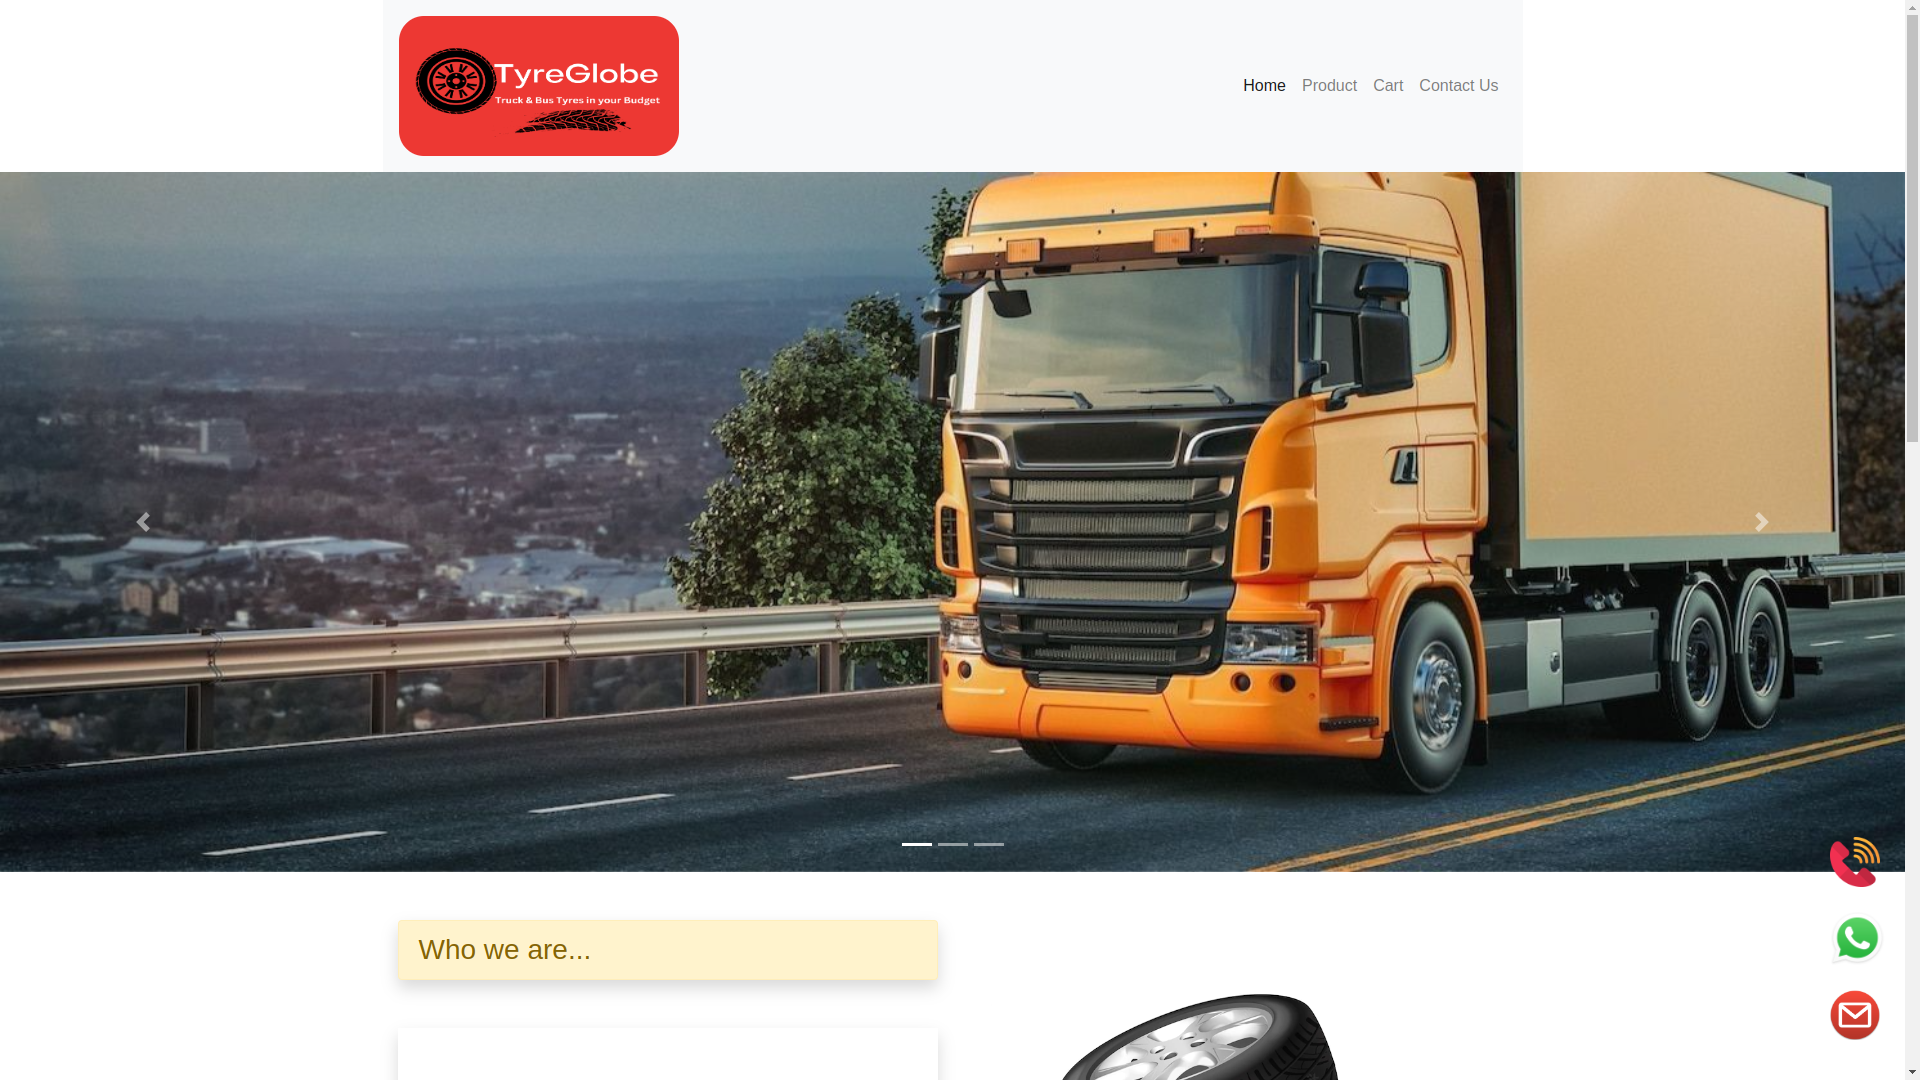 TyreGlobe
Truck & Bus Tyres in your Budget
Home
Product
Cart
Contact Us
Who we are...